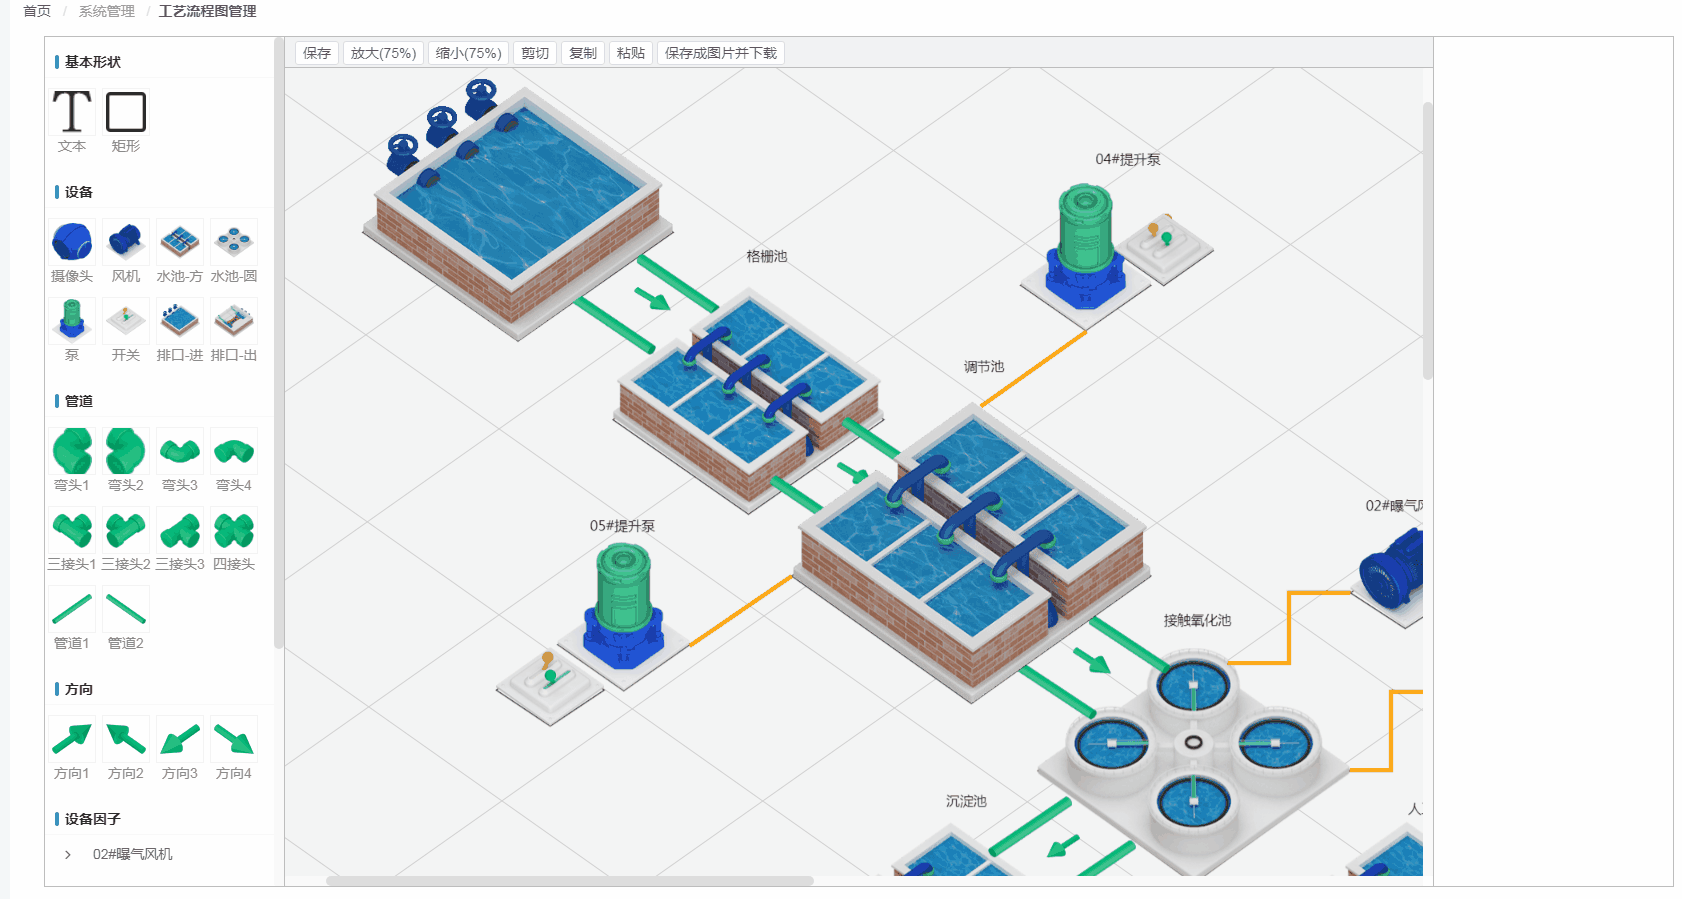 首页 / 系统管理 / 工艺流程图管理
基本形状
文本 矩形
设备
摄像头 风机 水池-方 水池-圆
泵 开关 排口-进 排口-出
管道
弯头1 弯头2 弯头3 弯头4
三接头1 三接头2 三接头3 四接头
管道1 管道2
方向
方向1 方向2 方向3 方向4
设备因子
02#曝气风机
保存 放大(75%) 缩小(75%) 剪切 复制 粘贴 保存成图片并下载
04#提升泵
格栅池
调节池
02#曝气
05#提升泵
接触氧化池
沉淀池
人